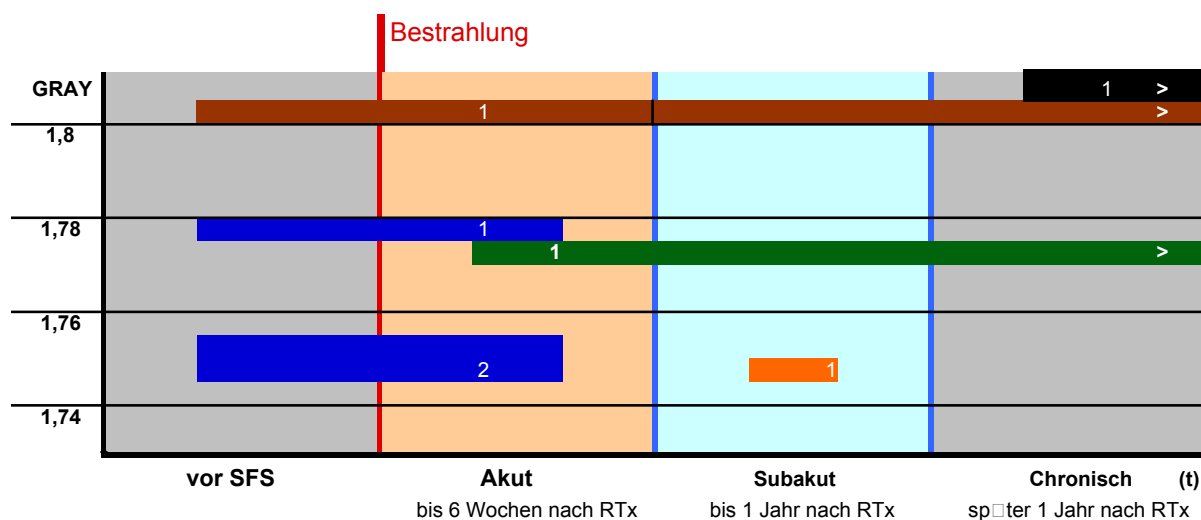 Bestrahlung
GRAY
1 >
1 >
1,8
1,78
1
1 >
1,76
2
1
1,74
vor SFS Akut Subakut Chronisch (t)
bis 6 Wochen nach RTx bis 1 Jahr nach RTx sp□ter 1 Jahr nach RTx